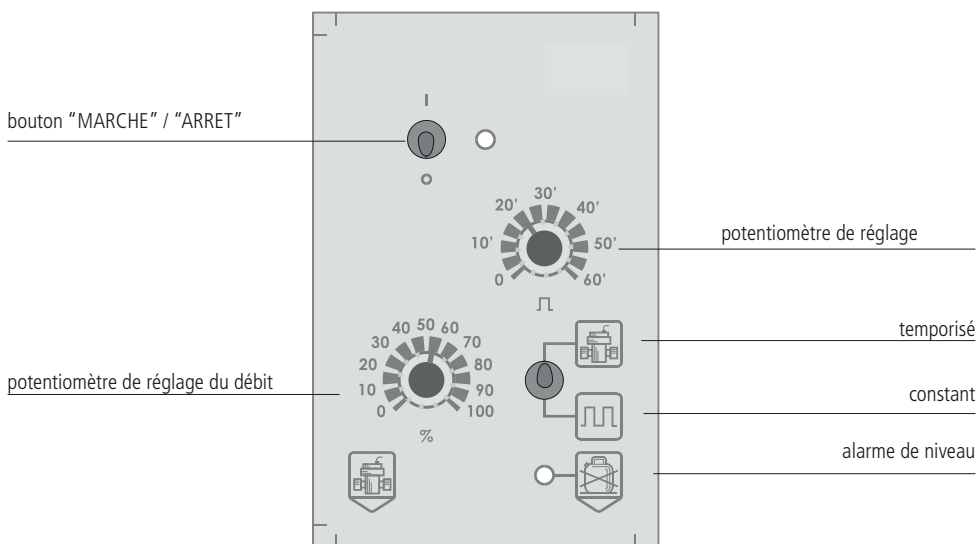 bouton “MARCHE” / “ARRET”
I
O
30'
20' 40'
10' 50'
0 60'
potentiomètre de réglage
40 50 60
30 70
20 80
10 90
0 100
%
potentiomètre de réglage du débit
temporisé
constant
alarme de niveau